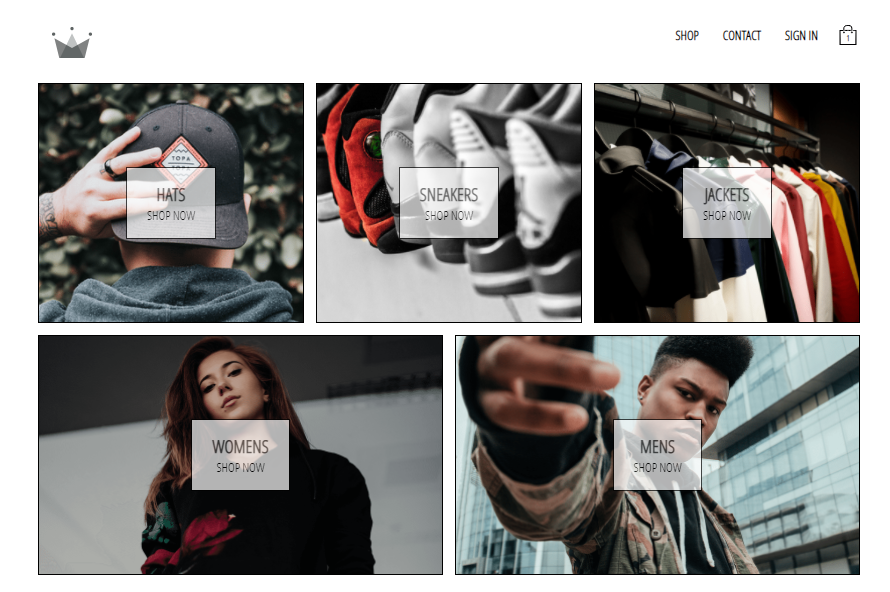 SHOP
CONTACT
SIGN IN
1
TOPA
HATS
SHOP NOW
SNEAKERS
SHOP NOW
JACKETS
SHOP NOW
WOMENS
SHOP NOW
MENS
SHOP NOW